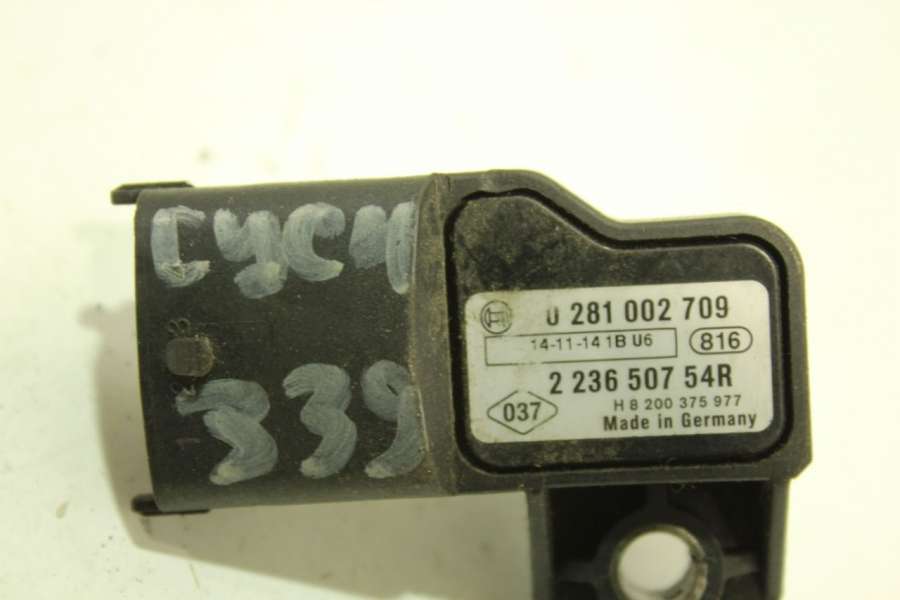 0 281 002 709
14-11-14 1B U6
816
2 236 507 54R
037
H 8 200 375 977
Made in Germany
339